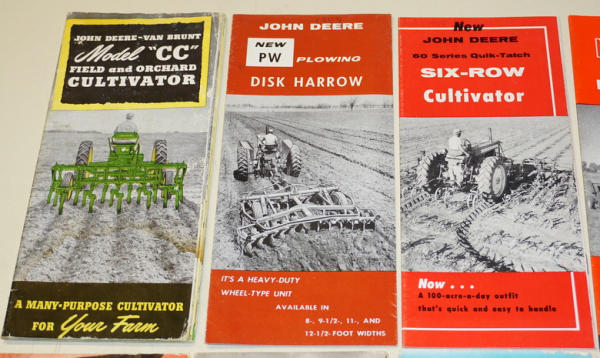 JOHN DEERE-VAN BRUNT
Model "CC"
FIELD and ORCHARD
CULTIVATOR
A MANY-PURPOSE CULTIVATOR
FOR Your Farm
JOHN DEERE
NEW
PW PLOWING
DISK HARROW
IT'S A HEAVY-DUTY
WHEEL-TYPE UNIT
AVAILABLE IN
8-, 9-1/2-, 11-, AND
12-1/2-FOOT WIDTHS
New
JOHN DEERE
60 Series Quik-Tatch
SIX-ROW
Cultivator
Now...
A 100-acre-a-day outfit
that's quick and easy to handle